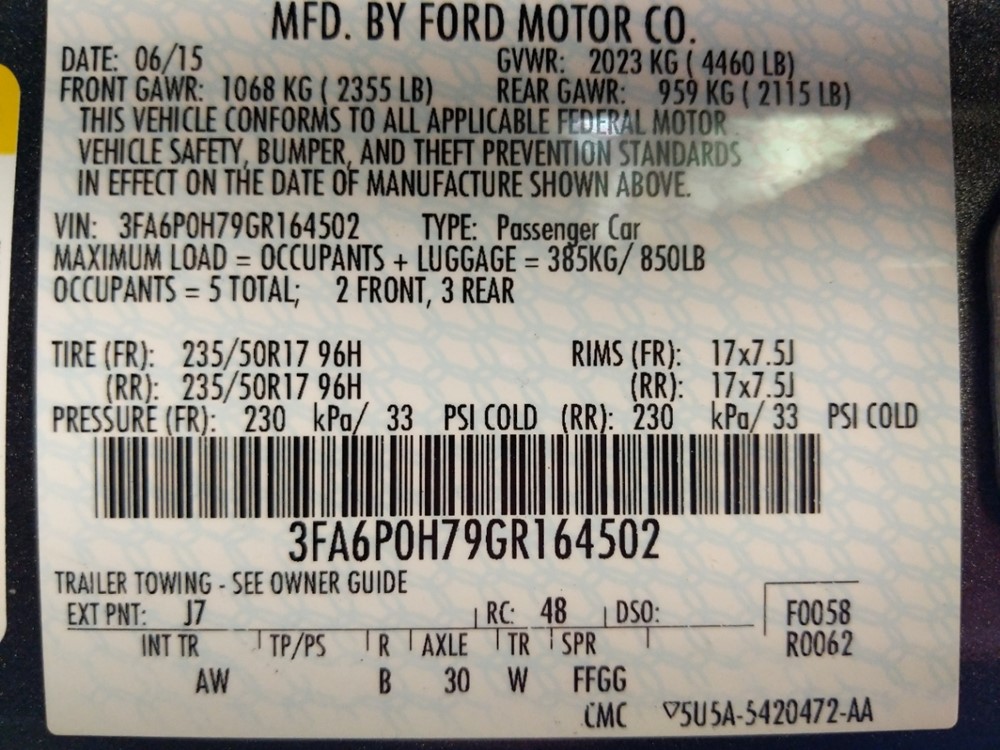 MFD. BY FORD MOTOR CO.
DATE: 06/15 GVWR: 2023 KG ( 4460 LB)
FRONT GAWR: 1068 KG ( 2355 LB) REAR GAWR: 959 KG ( 2115 LB)
THIS VEHICLE CONFORMS TO ALL APPLICABLE FEDERAL MOTOR
VEHICLE SAFETY, BUMPER, AND THEFT PREVENTION STANDARDS
IN EFFECT ON THE DATE OF MANUFACTURE SHOWN ABOVE.
VIN: 3FA6P0H79GR164502 TYPE: Passenger Car
MAXIMUM LOAD = OCCUPANTS + LUGGAGE = 385KG/ 850LB
OCCUPANTS = 5 TOTAL; 2 FRONT, 3 REAR
TIRE (FR): 235/50R17 96H RIMS (FR): 17x7.5J
(RR): 235/50R17 96H (RR): 17x7.5J
PRESSURE (FR): 230 kPa/ 33 PSI COLD (RR): 230 kPa/ 33 PSI COLD
3FA6P0H79GR164502
TRAILER TOWING - SEE OWNER GUIDE
EXT PNT: J7 RC: 48 DSO: F0058
INT TR TP/PS R AXLE TR SPR R0062
AW B 30 W FFGG
CMC ▽5U5A-5420472-AA